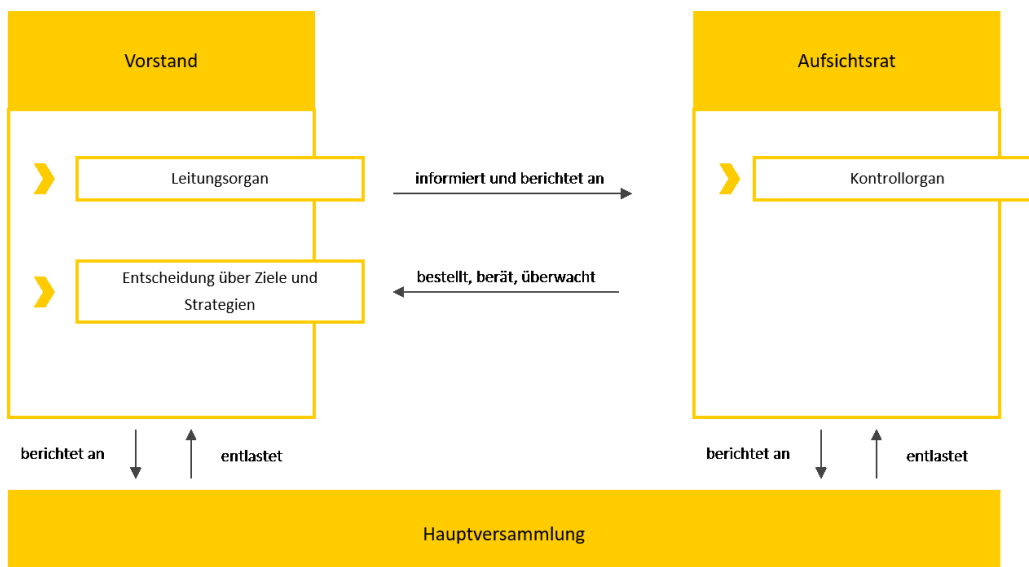 Vorstand
Aufsichtsrat
Leitungsorgan
informiert und berichtet an
Kontrollorgan
Entscheidung über Ziele und
Strategien
bestellt, berät, überwacht
berichtet an
entlastet
berichtet an
entlastet
Hauptversammlung